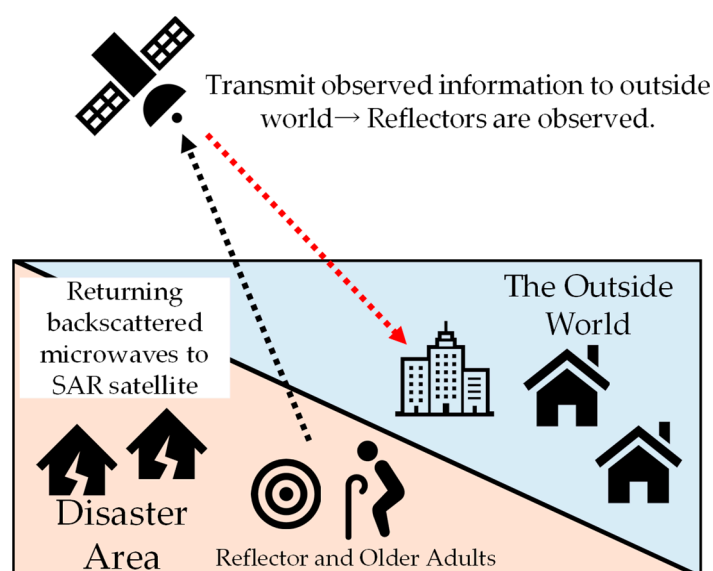 Transmit observed information to outside
world→ Reflectors are observed.
Returning
backscattered
microwaves to
SAR satellite
The Outside
World
Disaster
Area
Reflector and Older Adults